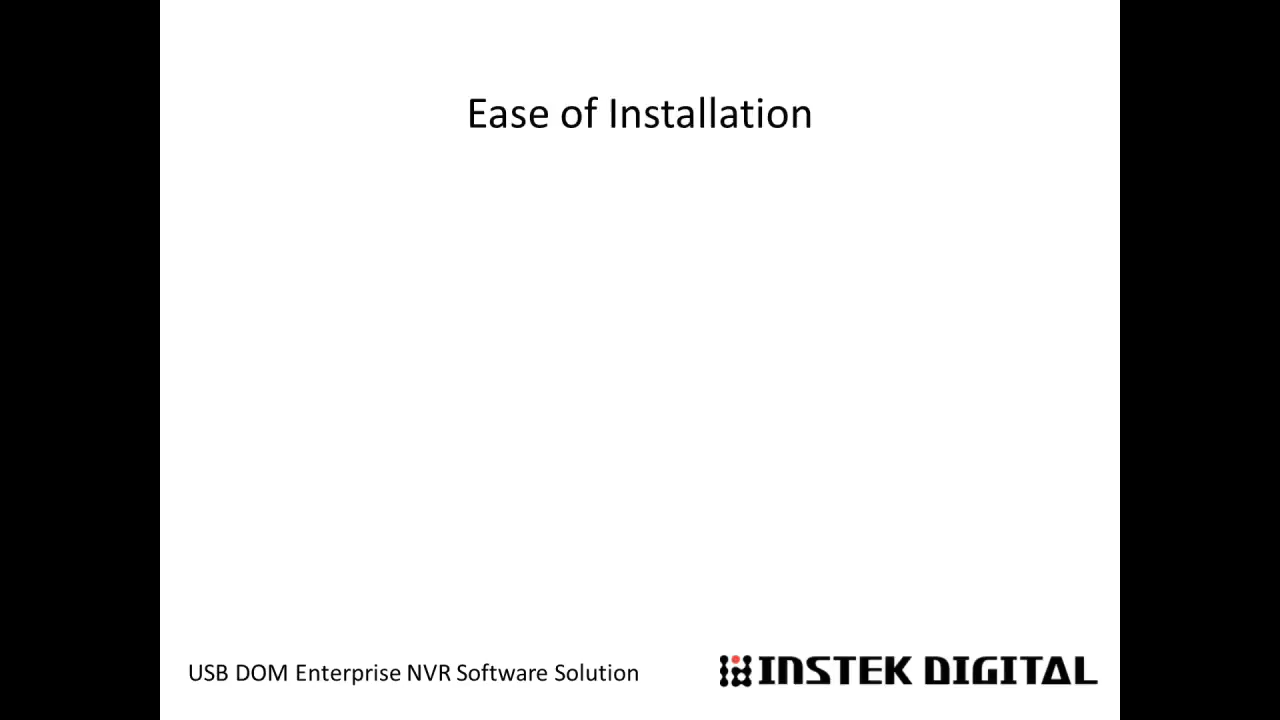 Ease of Installation
USB DOM Enterprise NVR Software Solution
INSTEK DIGITAL